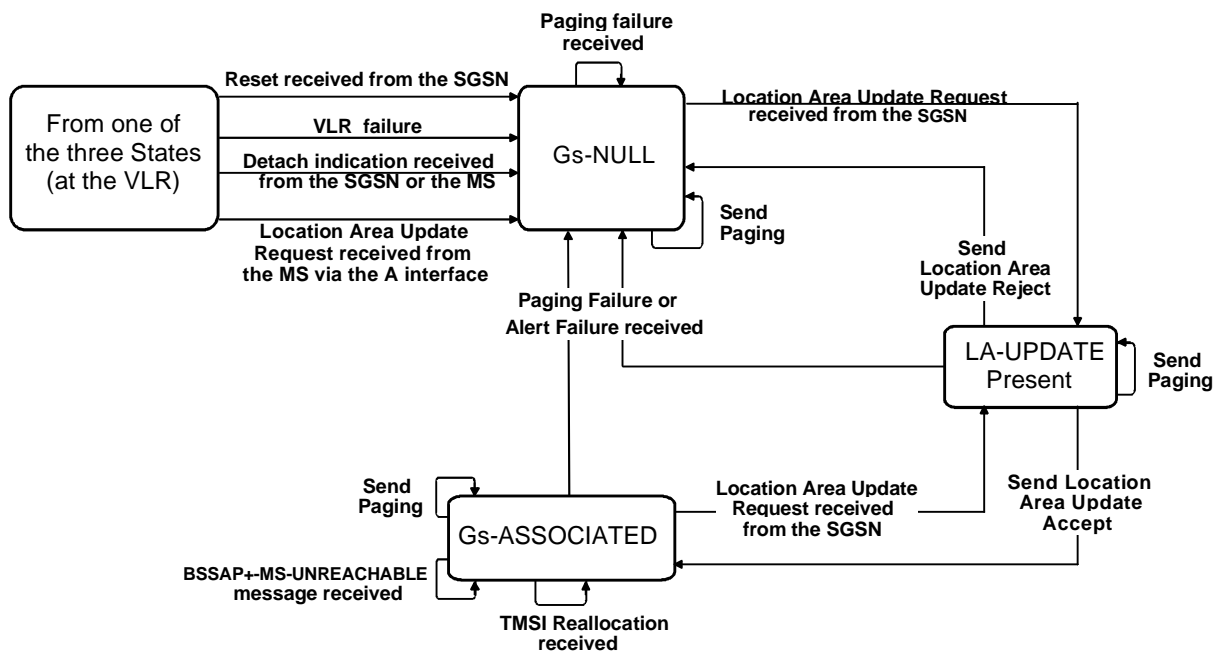 Paging failure
received
Reset received from the SGSN
From one of
the three States
(at the VLR)
VLR failure
Detach indication received
from the SGSN or the MS
Location Area Update
Request received from
the MS via the A interface
Gs-NULL
Location Area Update Request
received from the SGSN
Send
Paging
Send
Location Area
Update Reject
Paging Failure or
Alert Failure received
LA-UPDATE
Present
Send
Paging
Send
Paging
Gs-ASSOCIATED
Location Area Update
Request received
from the SGSN
Send Location
Area Update
Accept
BSSAP+-MS-UNREACHABLE
message received
TMSI Reallocation
received